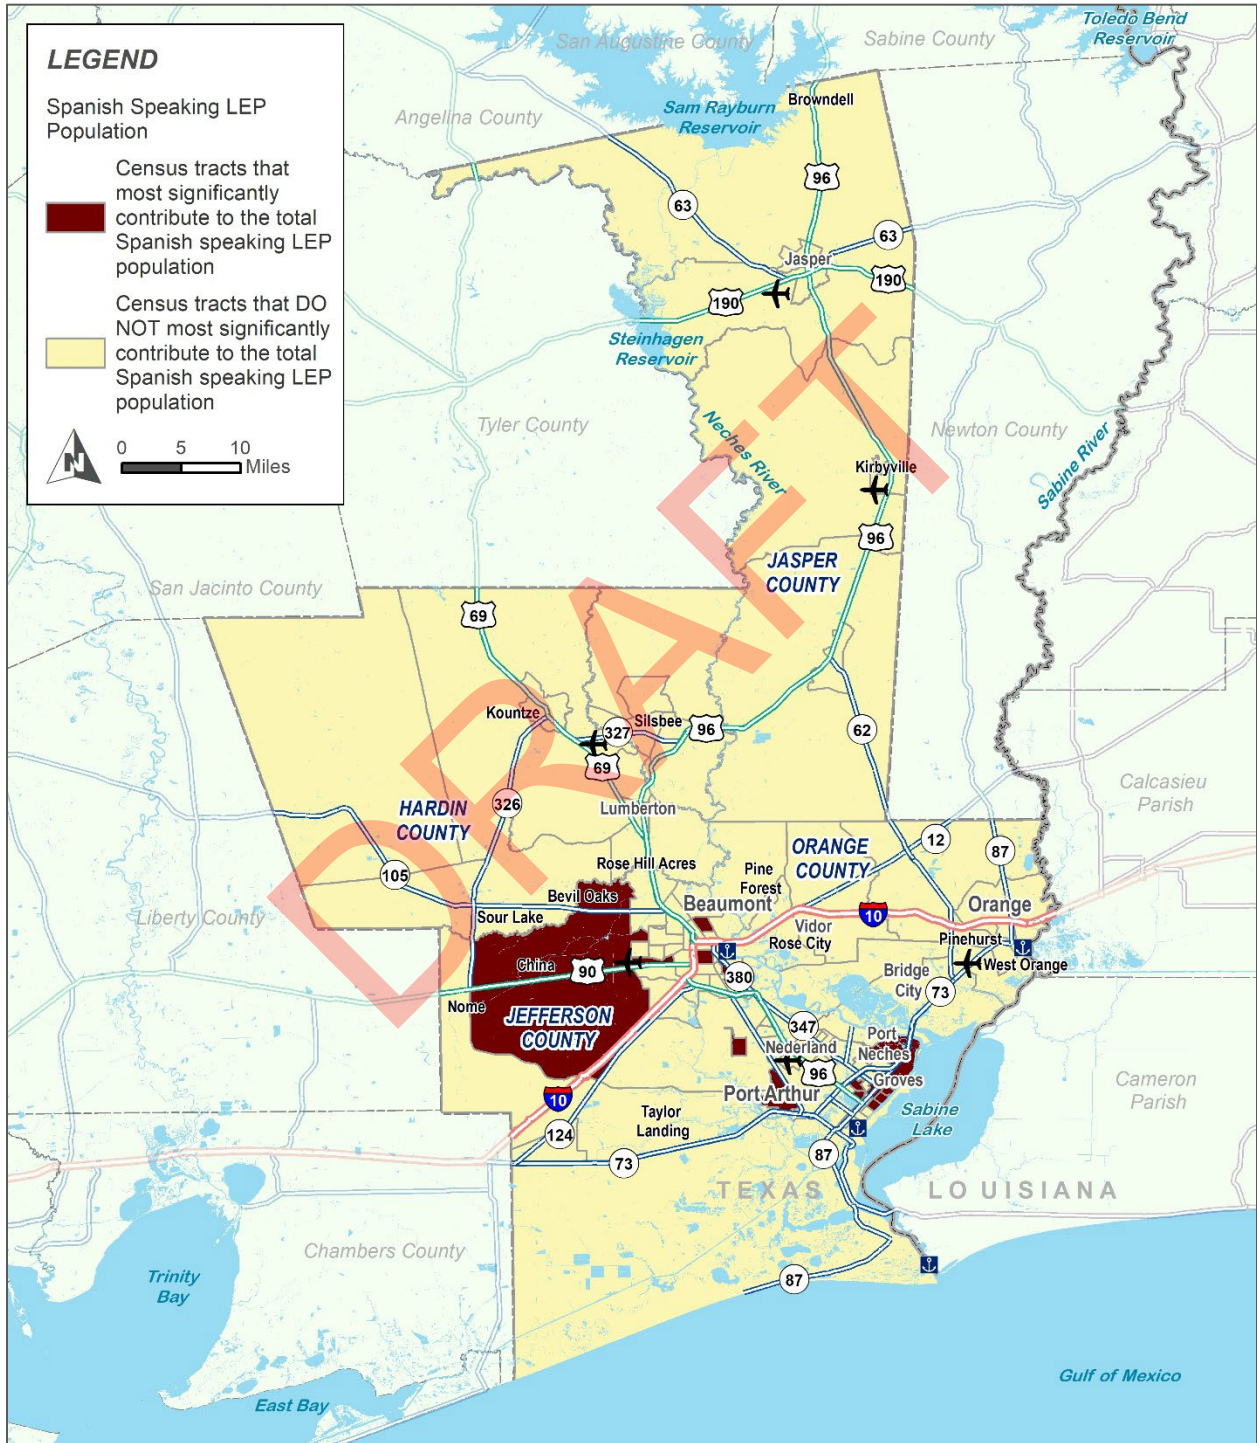 LEGEND
Spanish Speaking LEP
Population
Census tracts that
most significantly
contribute to the total
Spanish speaking LEP
population
Census tracts that DO
NOT most significantly
contribute to the total
Spanish speaking LEP
population
N
0 5 10
Miles
Toledo Bend
Reservoir
San Augustine County
Sabine County
Angelina County
Sam Rayburn
Reservoir
Browndell
96
63
63
Jasper
190
190
Steinhagen
Reservoir
Tyler County
Neches River
Newton County
Sabine River
Kirbyville
96
JASPER
COUNTY
San Jacinto County
69
Kountze
327
Silsbee
96
62
69
Lumberton
HARDIN
COUNTY
326
Calcasieu
Parish
ORANGE
COUNTY
12
87
105
Rose Hill Acres
Pine
Forest
Bevil Oaks
Beaumont
Orange
Liberty County
Sour Lake
10
Vidor
Rose City
Pinehurst
West Orange
China
90
380
Bridge
City
73
Nome
JEFFERSON
COUNTY
347
Port
Neches
Nederland
96
Groves
Port Arthur
Cameron
Parish
10
Sabine
Lake
Taylor
Landing
124
73
87
TEXAS
LOUISIANA
Chambers County
Trinity
Bay
87
East Bay
Gulf of Mexico
DRAFT